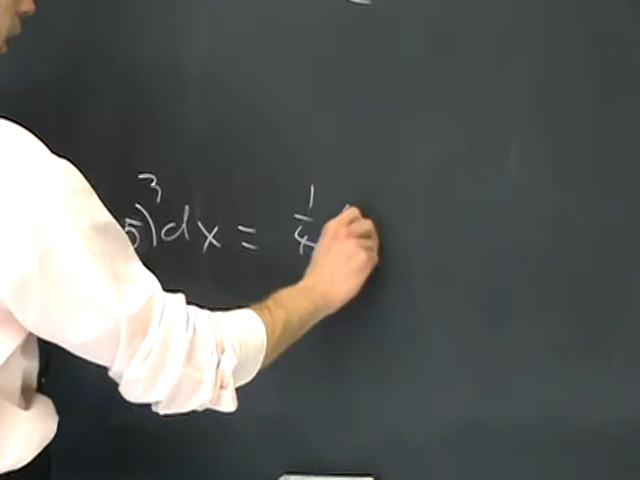 5)³ dx = 1/4